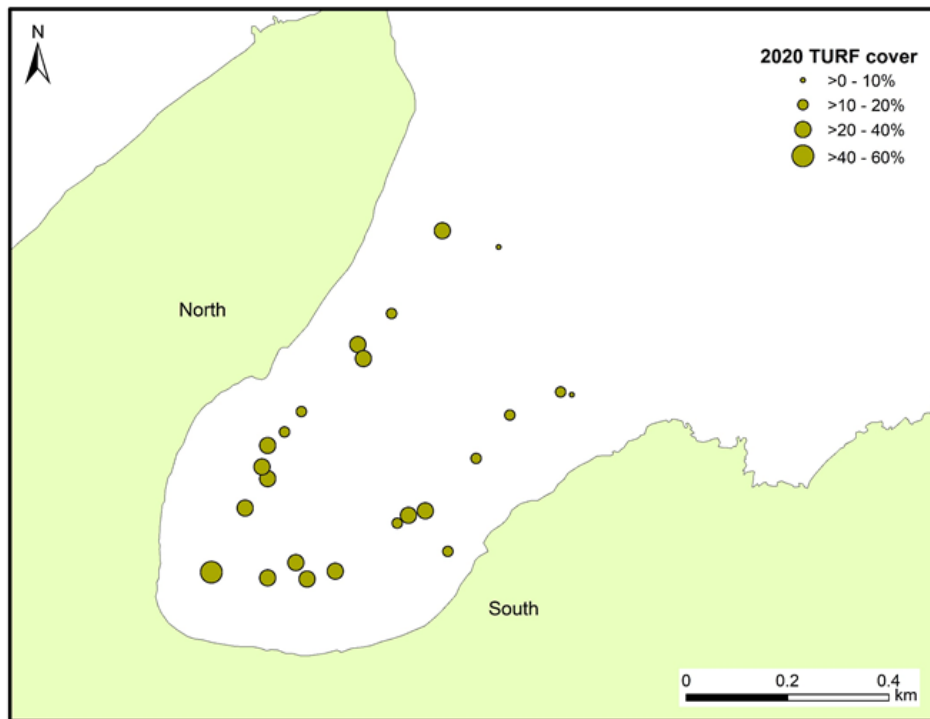 N
2020 TURF cover
>0 - 10%
>10 - 20%
>20 - 40%
>40 - 60%
North
South
0 0.2 0.4
km